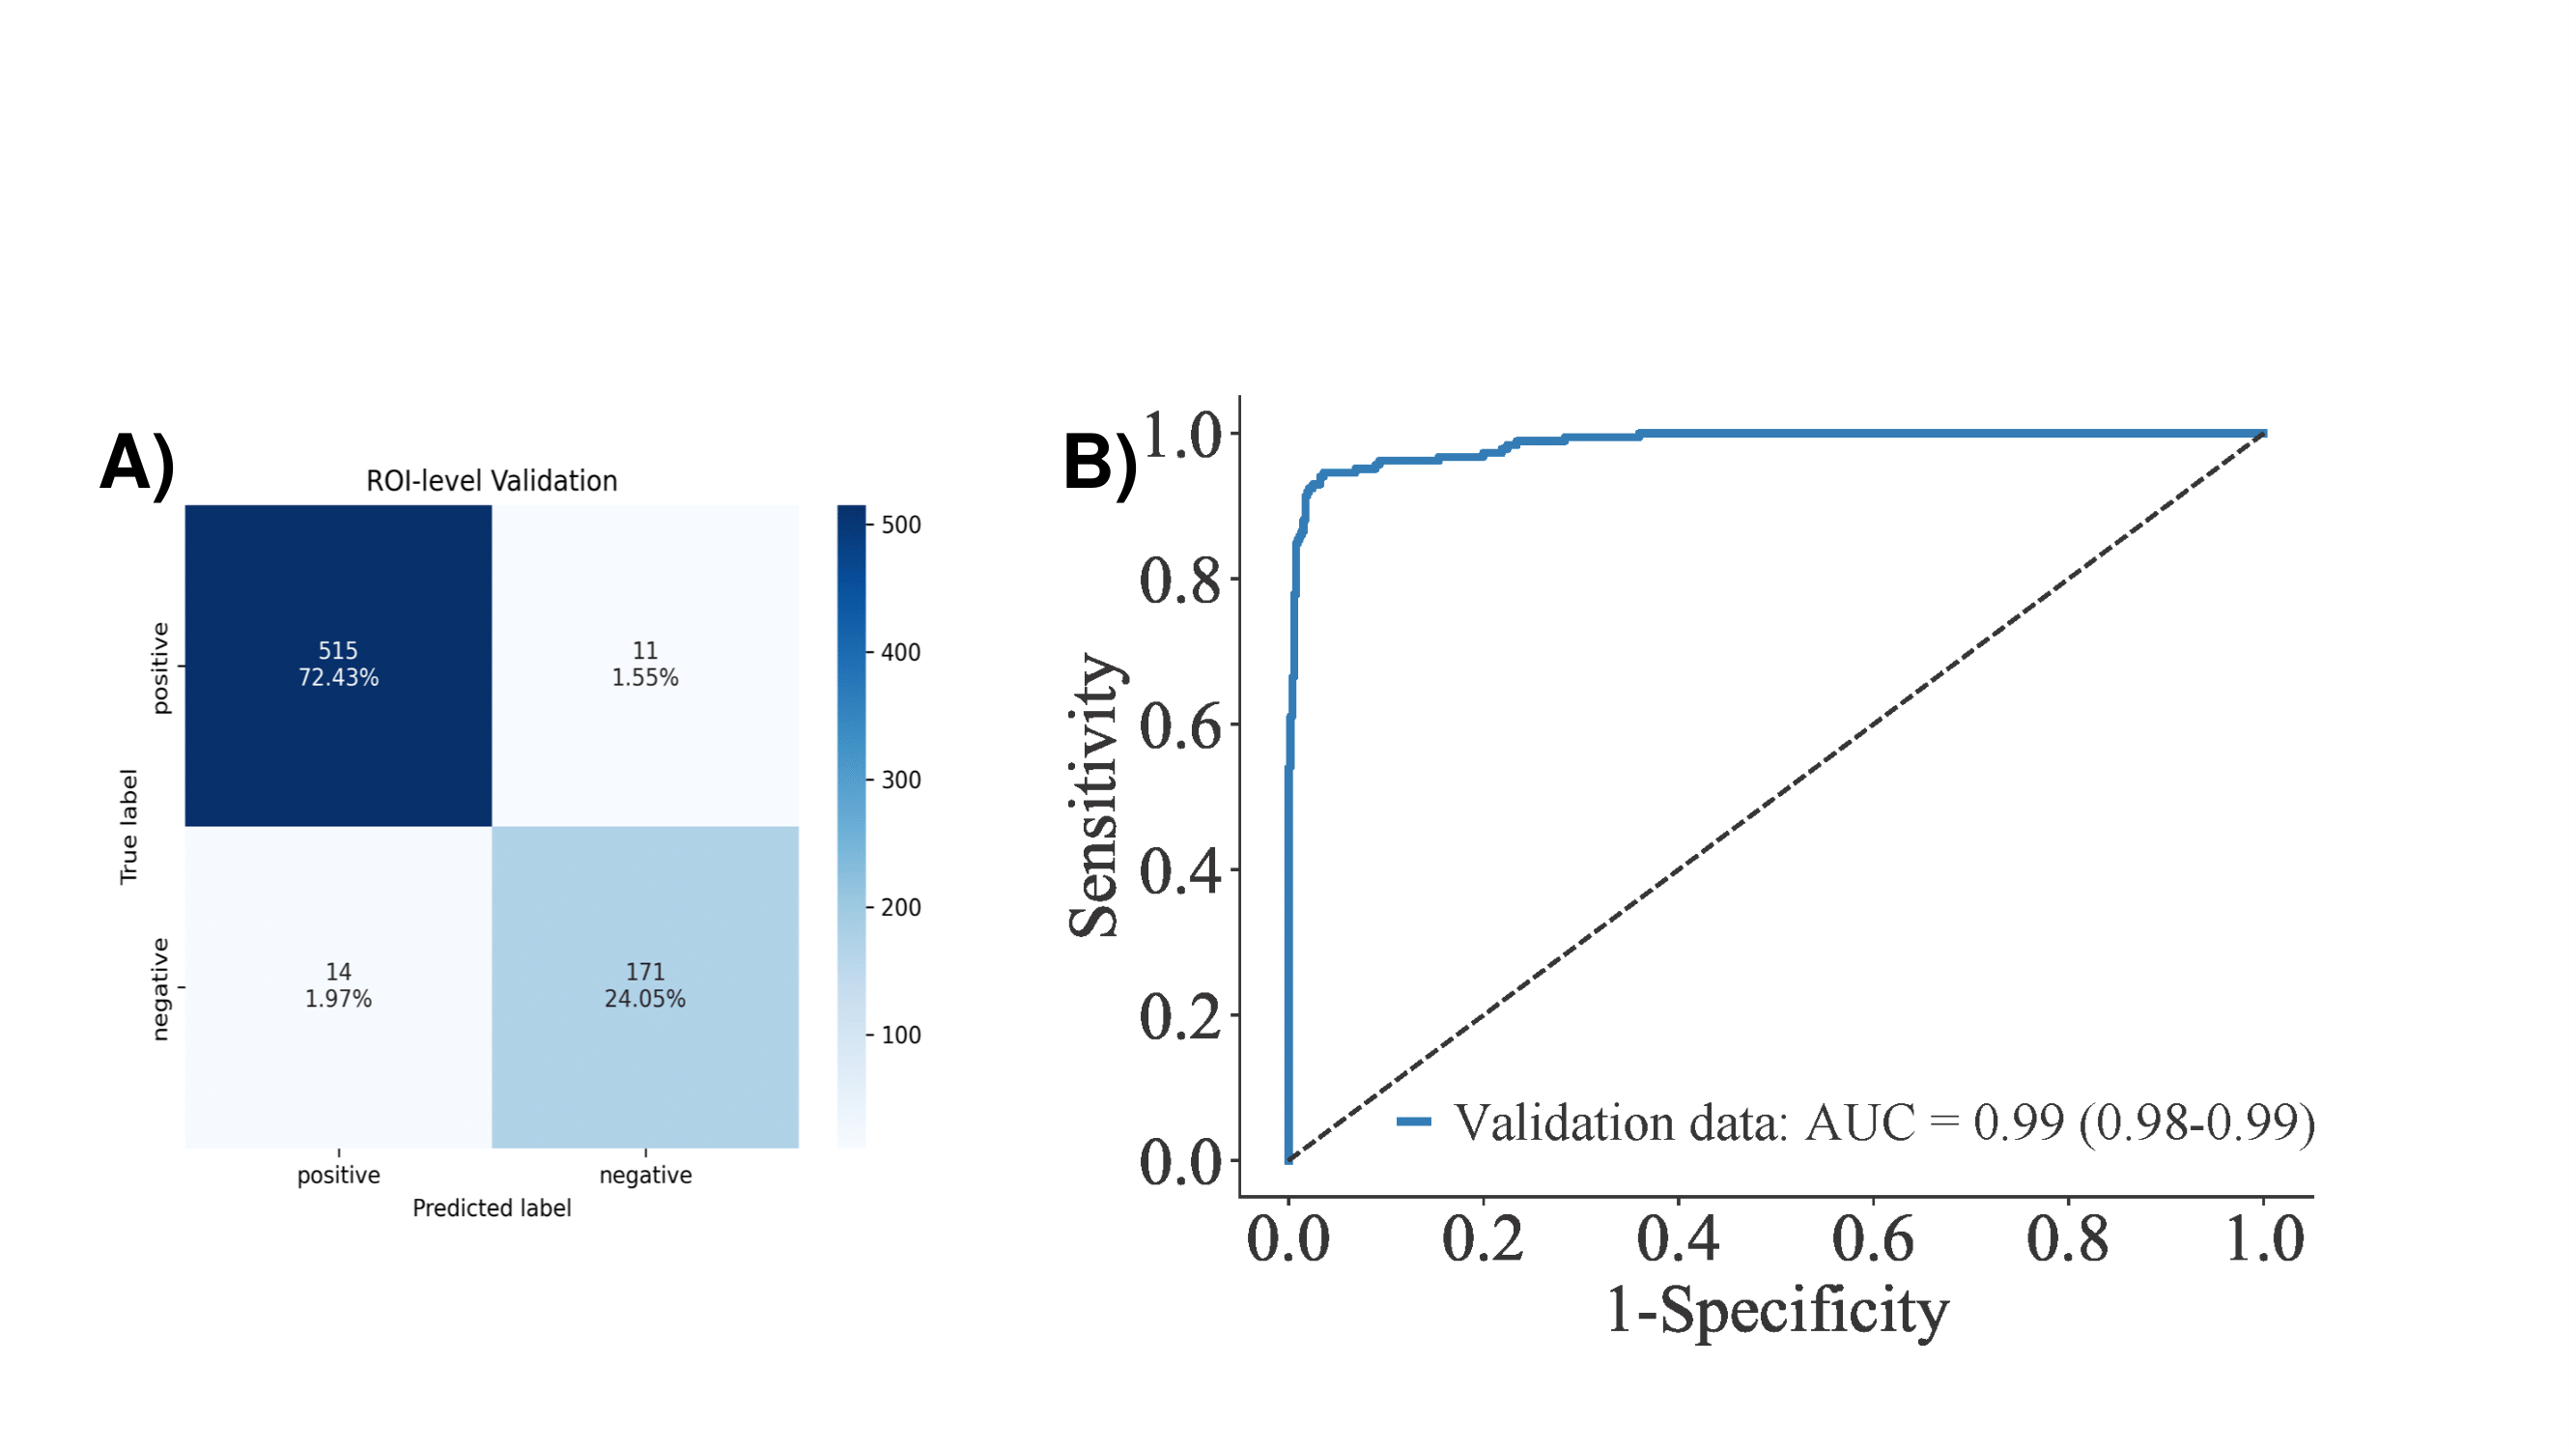 A)
ROI-level Validation
True label
positive
negative
515
72.43%
11
1.55%
14
1.97%
171
24.05%
positive
negative
Predicted label
500
400
300
200
100
B)
Sensitivity
1.0
0.8
0.6
0.4
0.2
0.0
Validation data: AUC = 0.99 (0.98-0.99)
0.0
0.2
0.4
0.6
0.8
1.0
1-Specificity